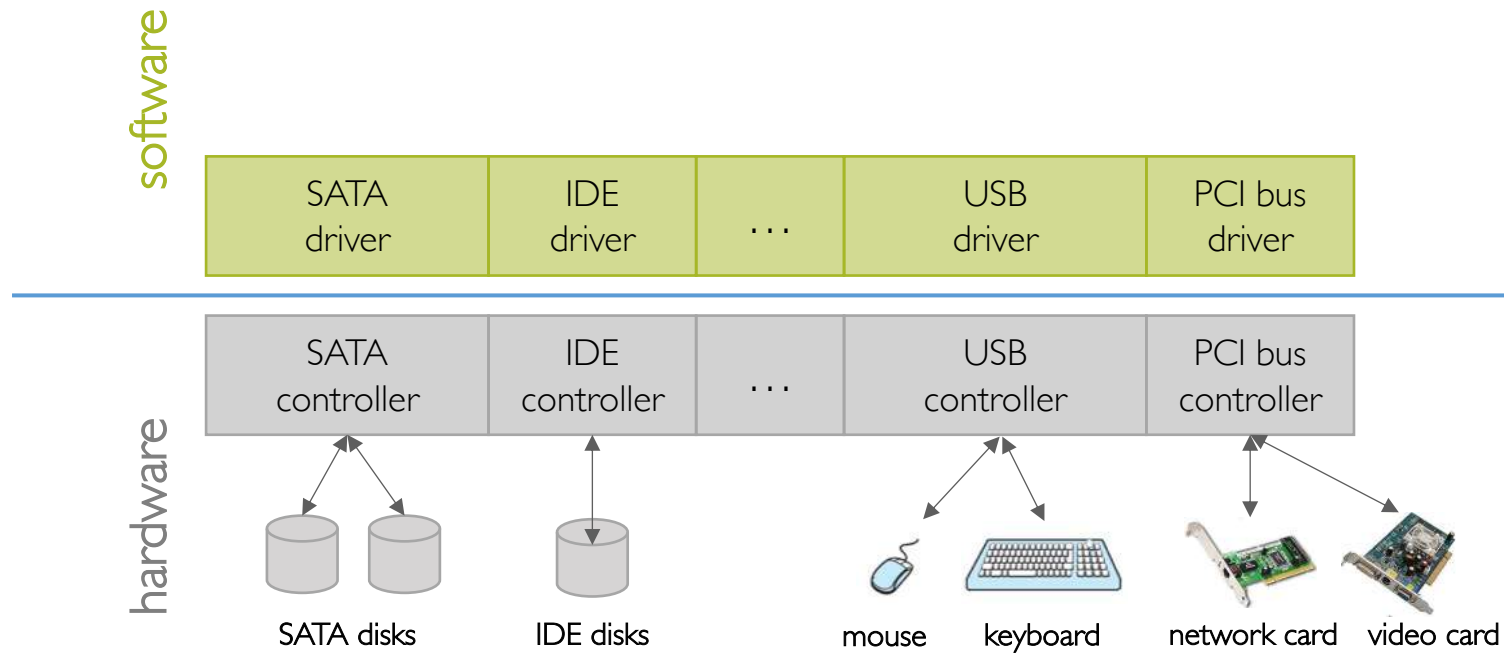 software
SATA
driver
IDE
driver
. . .
USB
driver
PCI bus
driver
hardware
SATA
controller
IDE
controller
. . .
USB
controller
PCI bus
controller
SATA disks
IDE disks
mouse
keyboard
network card
video card